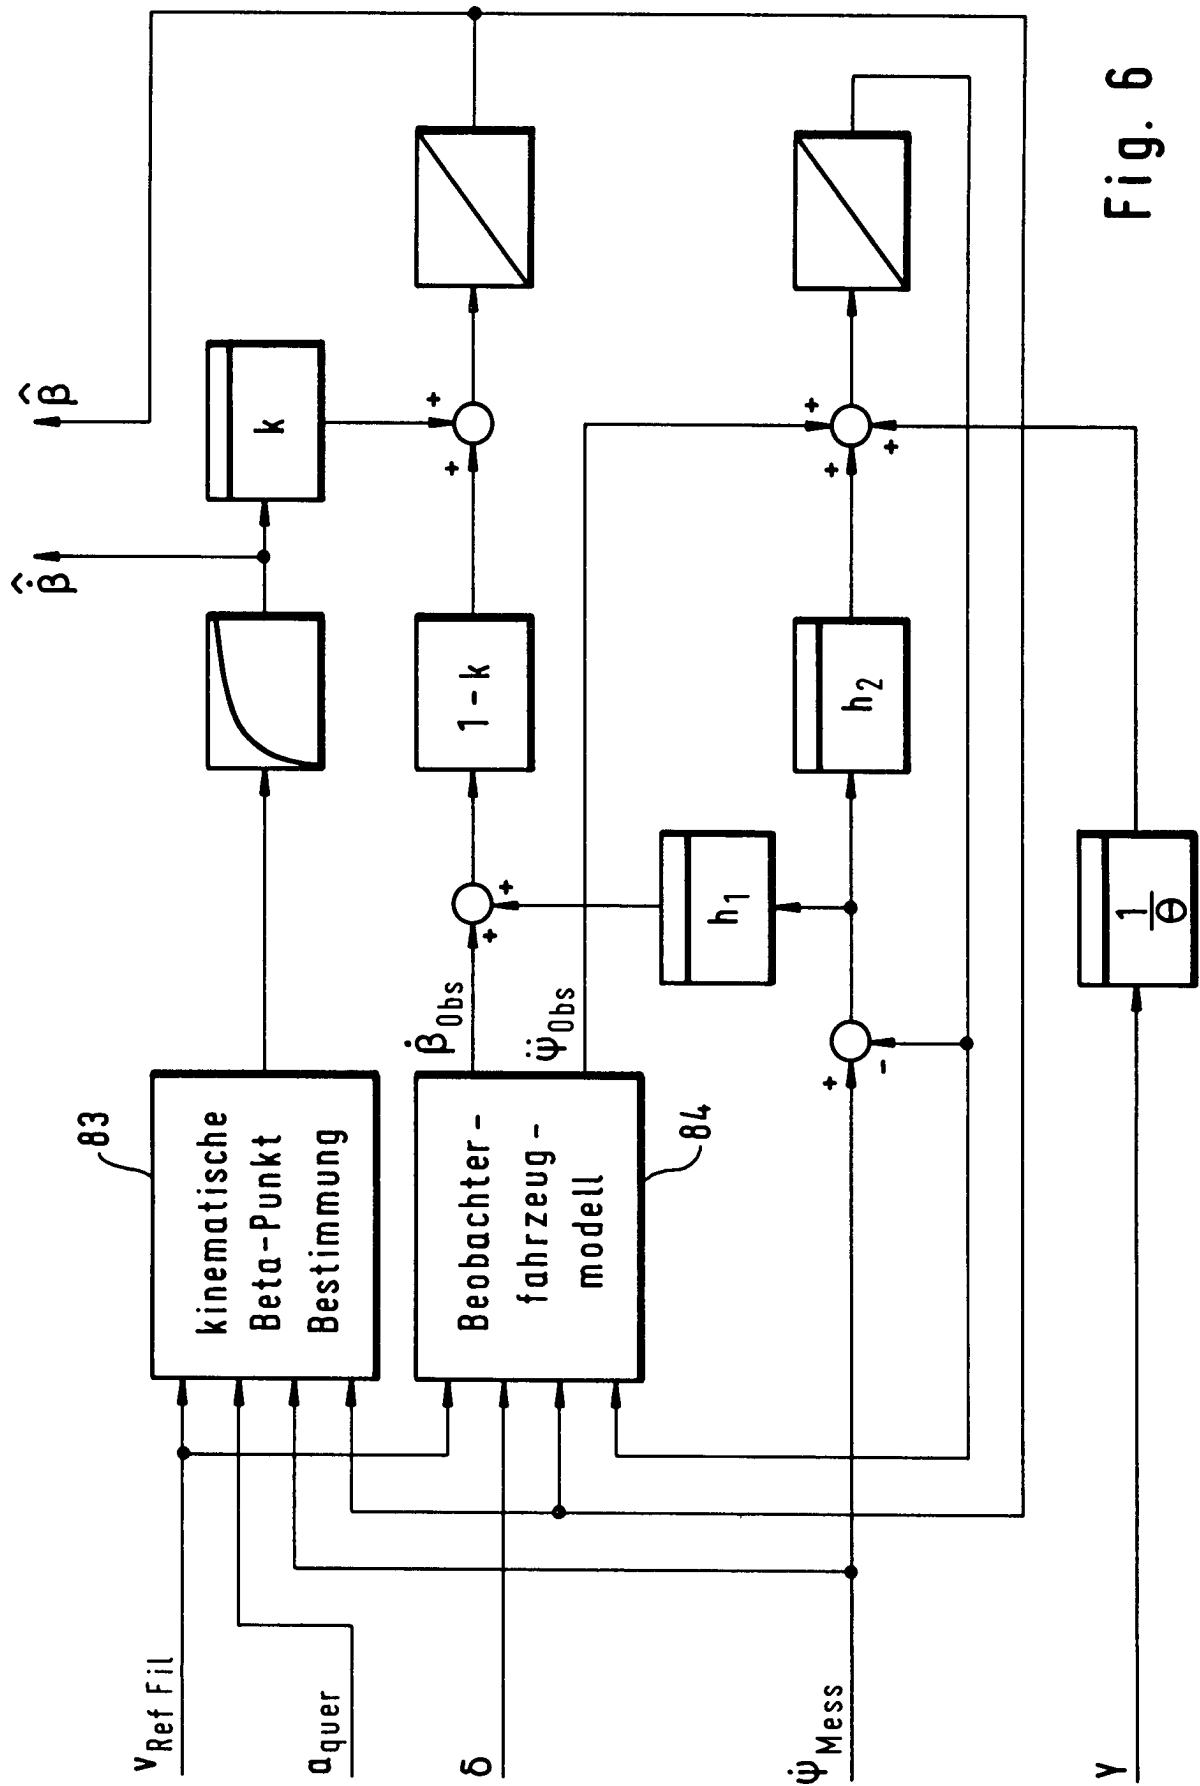 β̂
β̂̇
k
83
kinematische
Beta-Punkt
Bestimmung
1-k
+
+
β̇Obs
ψ̈Obs
+
+
Beobachter-
fahrzeug-
modell
84
h1
h2
+
+
+
+
-
1
Θ
vRef Fil
aquer
δ
ψ̇Mess
γ
Fig. 6